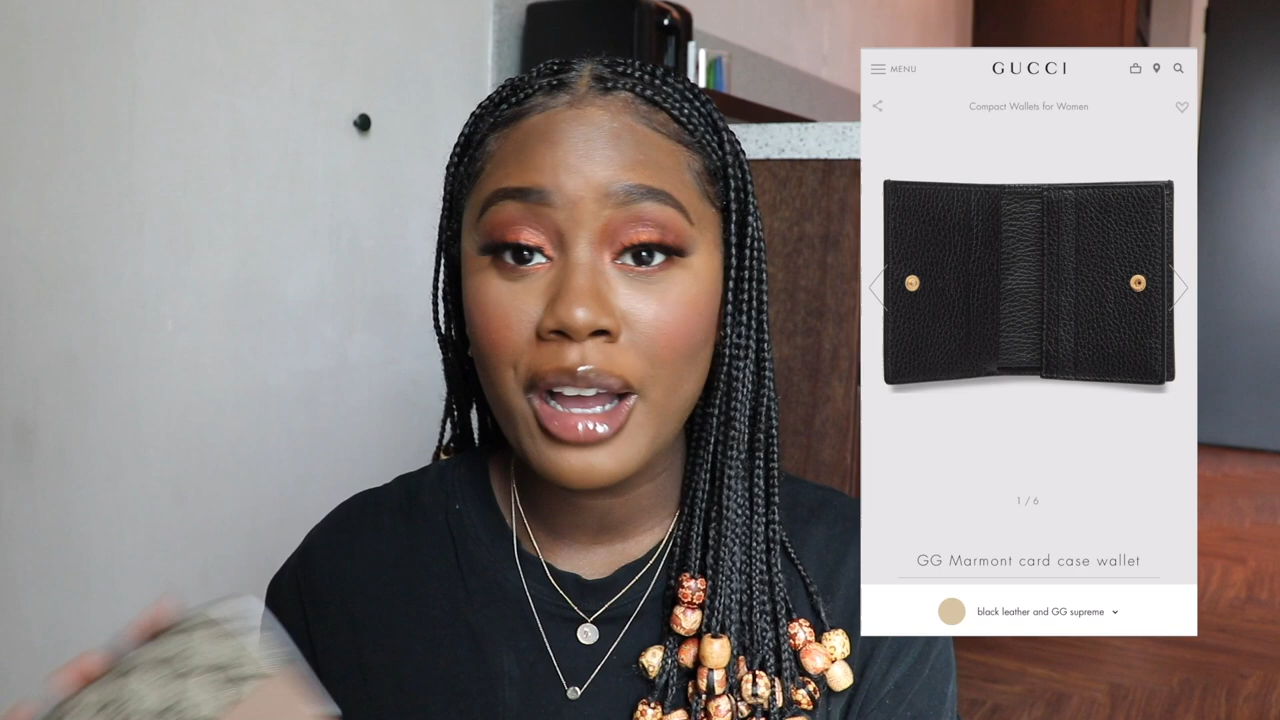 MENU
GUCCI
Compact Wallets for Women
1 / 6
GG Marmont card case wallet
black leather and GG supreme